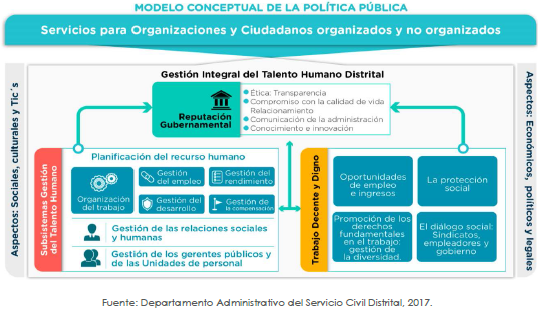 MODELO CONCEPTUAL DE LA POLÍTICA PÚBLICA
Servicios para Organizaciones y Ciudadanos organizados y no organizados
Aspectos: Sociales, culturales y Tic´s
Gestión Integral del Talento Humano Distrital
Reputación
Gubernamental
Ética: Transparencia
Compromiso con la calidad de vida
Relacionamiento
Comunicación de la administración
Conocimiento e innovación
Subsistemas Gestión
del Talento Humano
Planificación del recurso humano
Organización
del trabajo
Gestión
del empleo
Gestión del
rendimiento
Gestión del
desarrollo
Gestión de
la compensación
Gestión de las relaciones sociales
y humanas
Gestión de los gerentes públicos y
de las Unidades de personal
Trabajo Decente y Digno
Oportunidades
de empleo
e ingresos
La protección
social
Promoción de los
derechos
fundamentales
en el trabajo:
gestión de
la diversidad.
El diálogo social:
Sindicatos,
empleadores y
gobierno
Aspectos: Económicos, políticos y legales
Fuente: Departamento Administrativo del Servicio Civil Distrital, 2017.